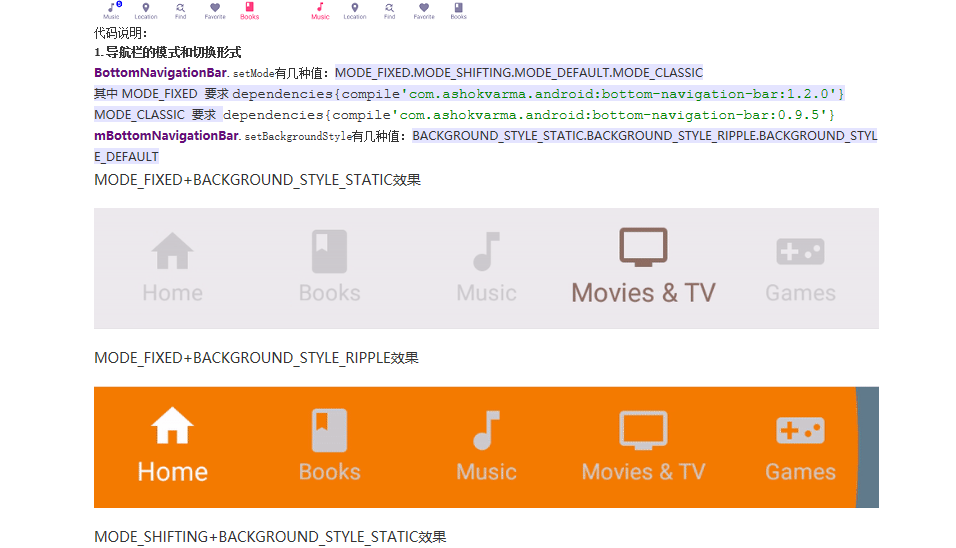 Music 5 Location Find Favorite Books Music Location Find Favorite Books
代码说明：
1.导航栏的模式和切换形式
BottomNavigationBar.setMode有几种值：MODE_FIXED.MODE_SHIFTING.MODE_DEFAULT.MODE_CLASSIC
其中 MODE_FIXED 要求 dependencies{compile'com.ashokvarma.android:bottom-navigation-bar:1.2.0'}
MODE_CLASSIC 要求 dependencies{compile'com.ashokvarma.android:bottom-navigation-bar:0.9.5'}
mBottomNavigationBar.setBackgroundStyle有几种值：BACKGROUND_STYLE_STATIC.BACKGROUND_STYLE_RIPPLE.BACKGROUND_STYL
E_DEFAULT
MODE_FIXED+BACKGROUND_STYLE_STATIC效果
Home Books Music Movies & TV Games
MODE_FIXED+BACKGROUND_STYLE_RIPPLE效果
Home Books Music Movies & TV Games
MODE_SHIFTING+BACKGROUND_STYLE_STATIC效果